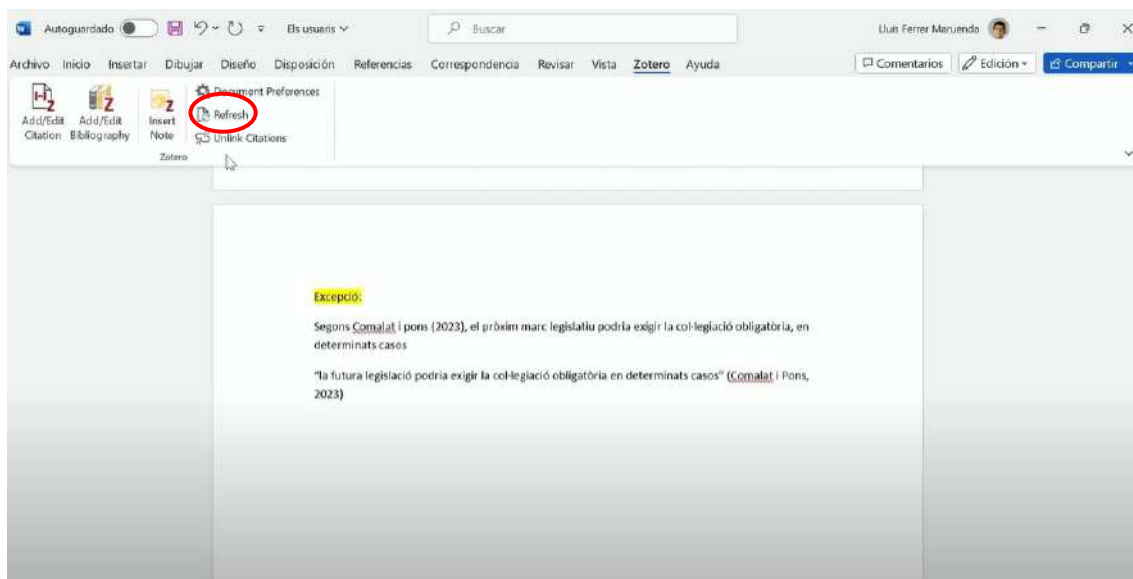 Autoguardado Els usuaris Buscar Lluís Ferrer Maruenda
Archivo Inicio Insertar Dibujar Diseño Disposición Referencias Correspondencia Revisar Vista Zotero Ayuda Comentarios Edición Compartir
Document Preferences
Refresh
Unlink Citations
Add/Edit Citation
Add/Edit Bibliography
Insert Note
Zotero
Excepció:
Segons Comalat i pons (2023), el pròxim marc legislatiu podria exigir la col·legiació obligatòria, en
determinats casos
"la futura legislació podria exigir la col·legiació obligatòria en determinats casos" (Comalat i Pons,
2023)